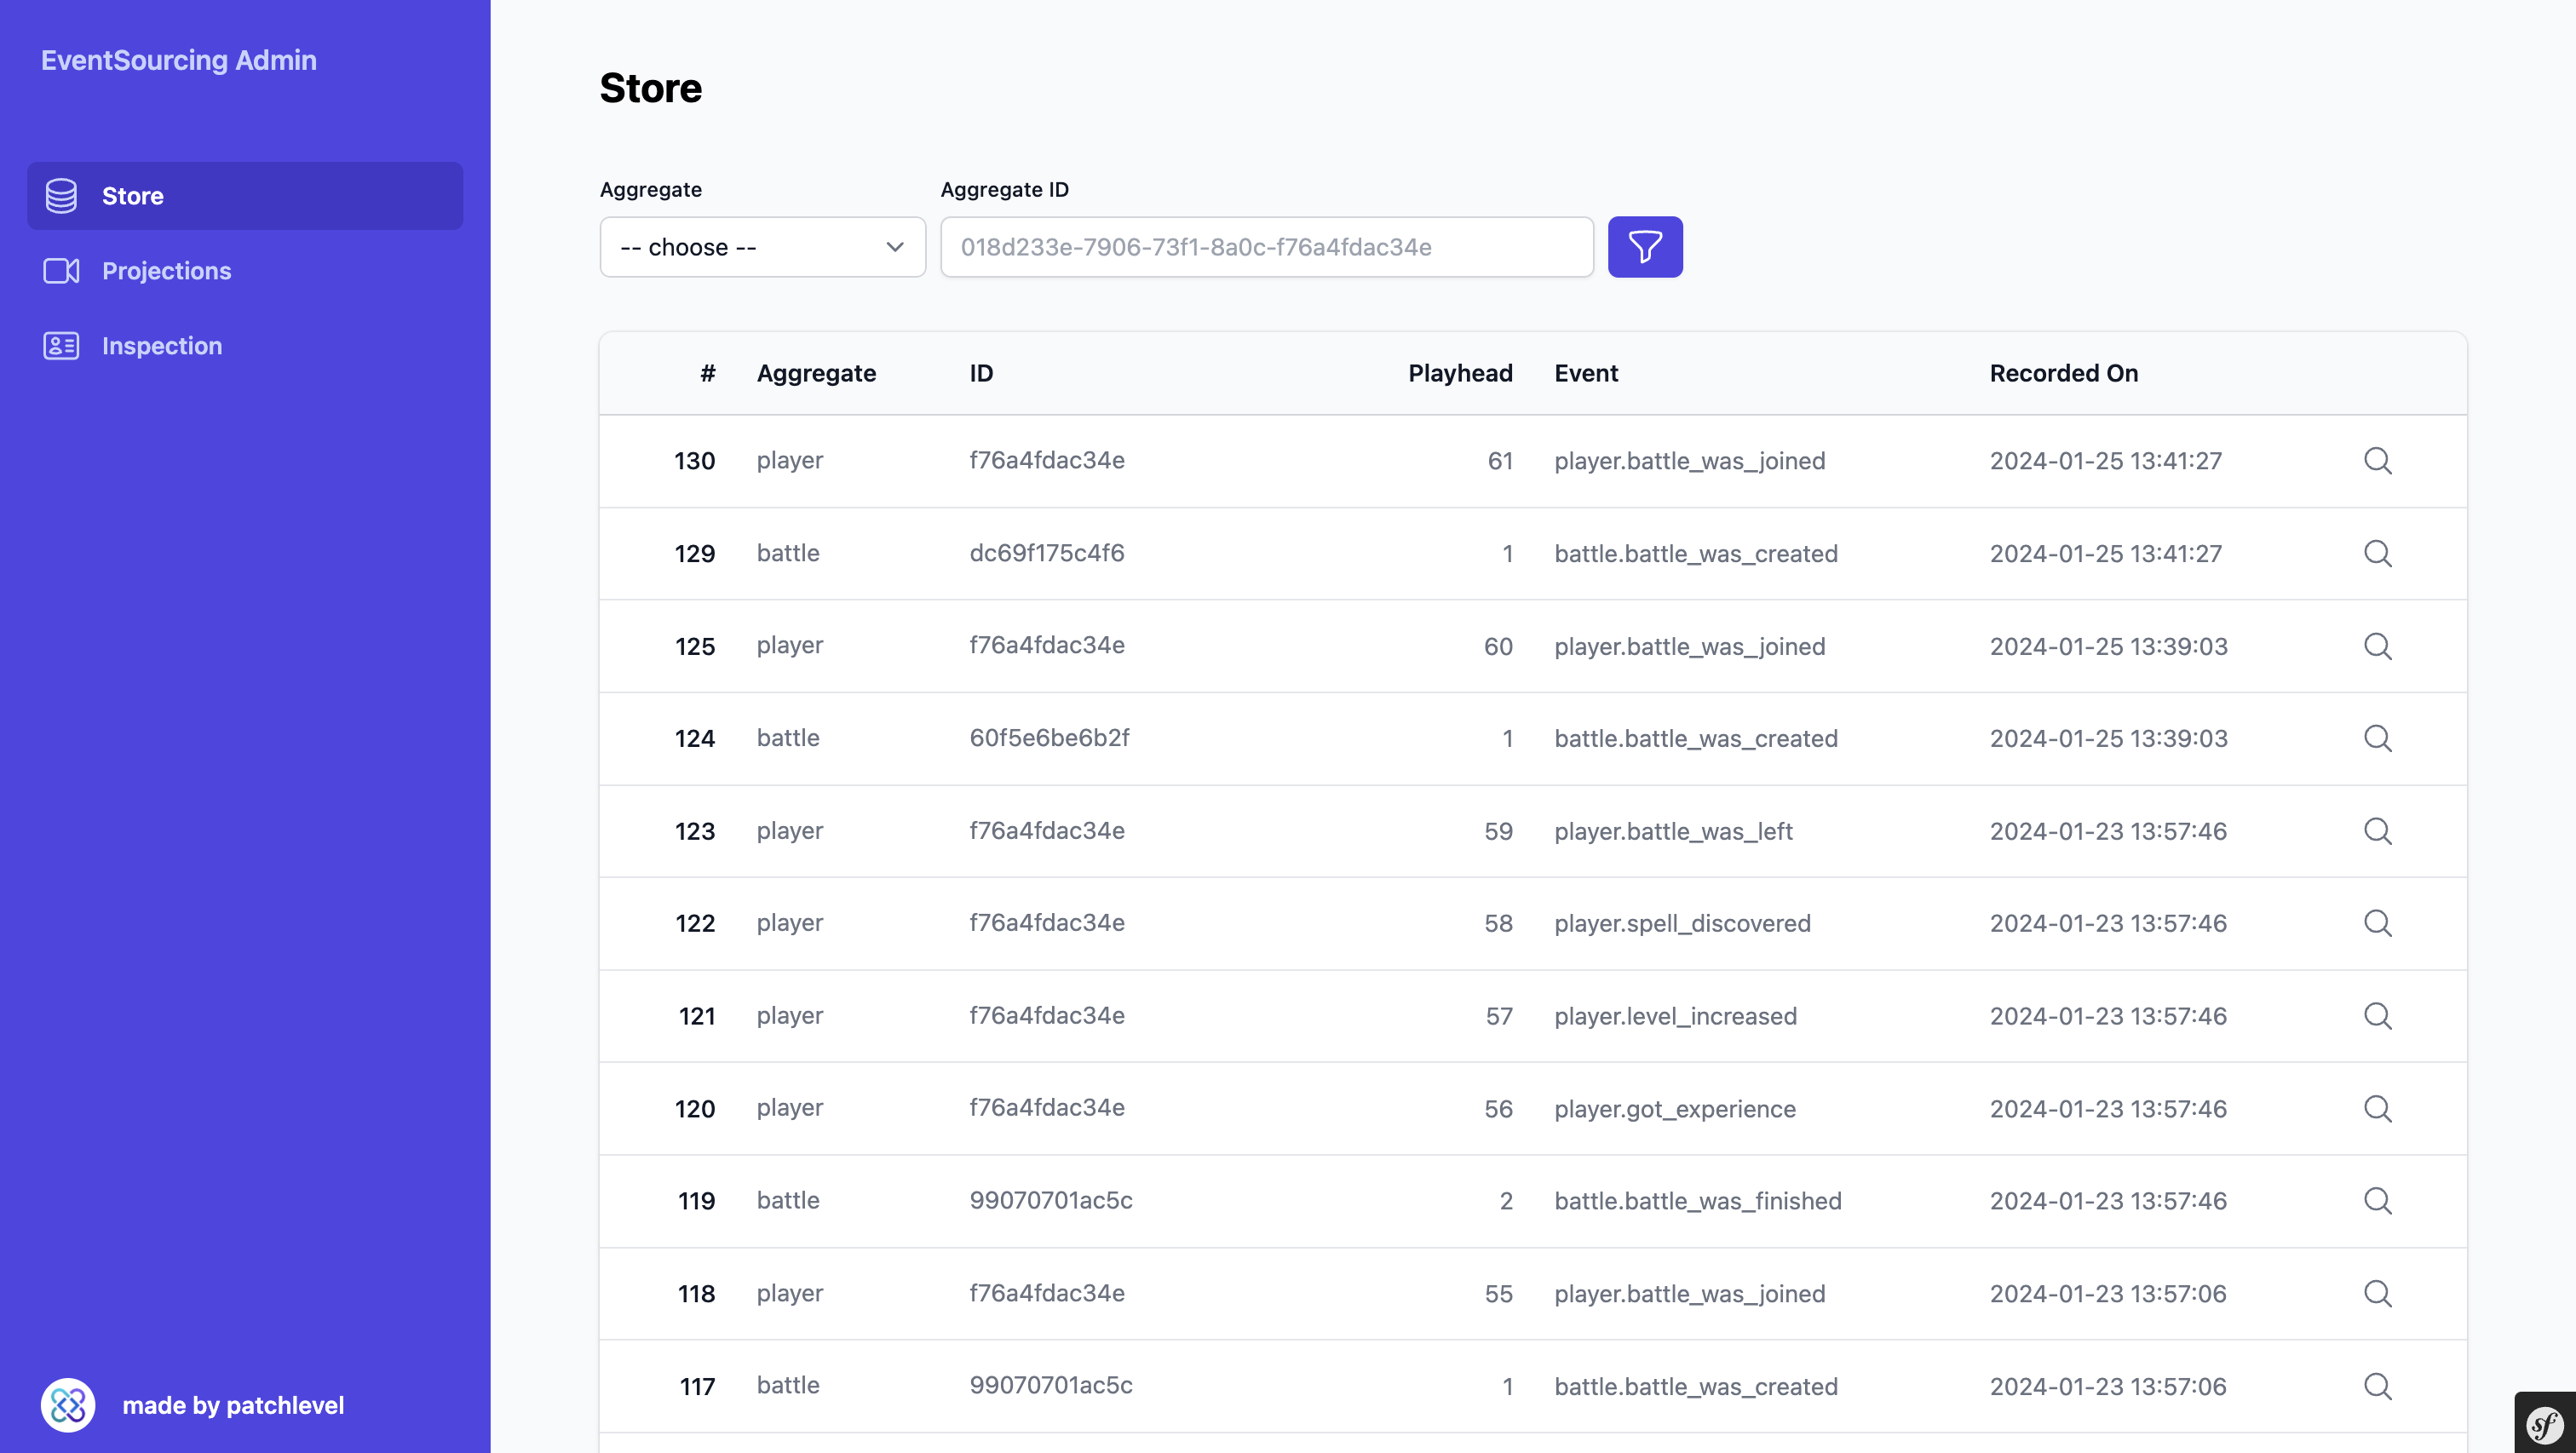 EventSourcing Admin
Store
Projections
Inspection
made by patchlevel
Store
Aggregate Aggregate ID
-- choose -- 018d233e-7906-73f1-8a0c-f76a4fdac34e
# Aggregate ID Playhead Event Recorded On
130 player f76a4fdac34e 61 player.battle_was_joined 2024-01-25 13:41:27
129 battle dc69f175c4f6 1 battle.battle_was_created 2024-01-25 13:41:27
125 player f76a4fdac34e 60 player.battle_was_joined 2024-01-25 13:39:03
124 battle 60f5e6be6b2f 1 battle.battle_was_created 2024-01-25 13:39:03
123 player f76a4fdac34e 59 player.battle_was_left 2024-01-23 13:57:46
122 player f76a4fdac34e 58 player.spell_discovered 2024-01-23 13:57:46
121 player f76a4fdac34e 57 player.level_increased 2024-01-23 13:57:46
120 player f76a4fdac34e 56 player.got_experience 2024-01-23 13:57:46
119 battle 99070701ac5c 2 battle.battle_was_finished 2024-01-23 13:57:46
118 player f76a4fdac34e 55 player.battle_was_joined 2024-01-23 13:57:06
117 battle 99070701ac5c 1 battle.battle_was_created 2024-01-23 13:57:06
sf